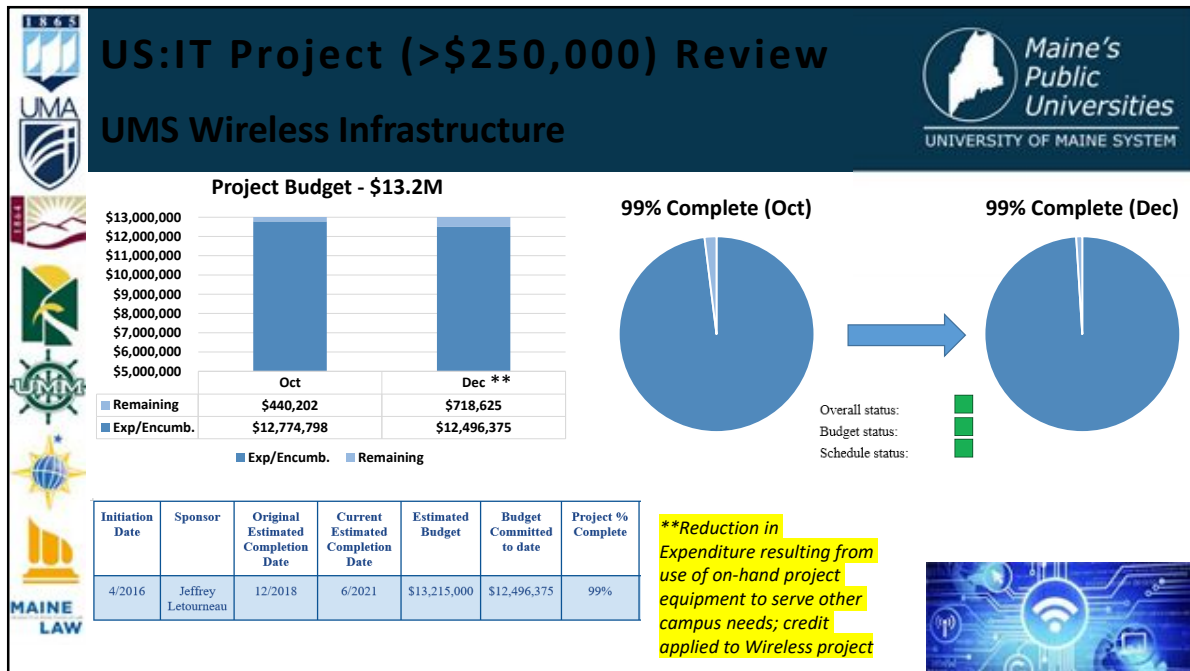 1865
US:IT Project (>$250,000) Review
UMS Wireless Infrastructure
Maine's
Public
Universities
UNIVERSITY OF MAINE SYSTEM
UMA
1864
UMM
MAINE
LAW
Project Budget - $13.2M
$13,000,000
$12,000,000
$11,000,000
$10,000,000
$9,000,000
$8,000,000
$7,000,000
$6,000,000
$5,000,000
Oct
Dec **
Remaining
$440,202
$718,625
Exp/Encumb.
$12,774,798
$12,496,375
Exp/Encumb.
Remaining
99% Complete (Oct)
99% Complete (Dec)
Overall status:
Budget status:
Schedule status:
Initiation
Date
Sponsor
Original
Estimated
Completion
Date
Current
Estimated
Completion
Date
Estimated
Budget
Budget
Committed
to date
Project %
Complete
4/2016
Jeffrey
Letourneau
12/2018
6/2021
$13,215,000
$12,496,375
99%
**Reduction in
Expenditure resulting from
use of on-hand project
equipment to serve other
campus needs; credit
applied to Wireless project